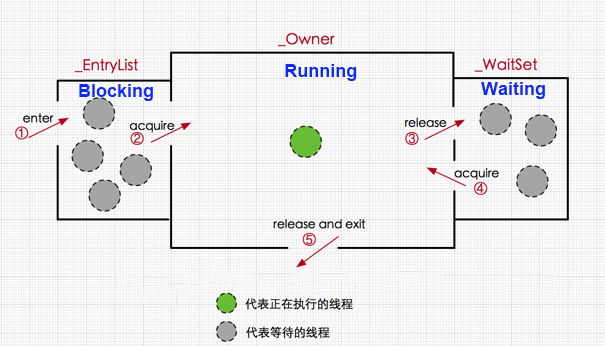 _Owner
_EntryList
Running
_WaitSet
Blocking
Waiting
enter
①
acquire
②
release
③
acquire
④
release and exit
⑤
代表正在执行的线程
代表等待的线程